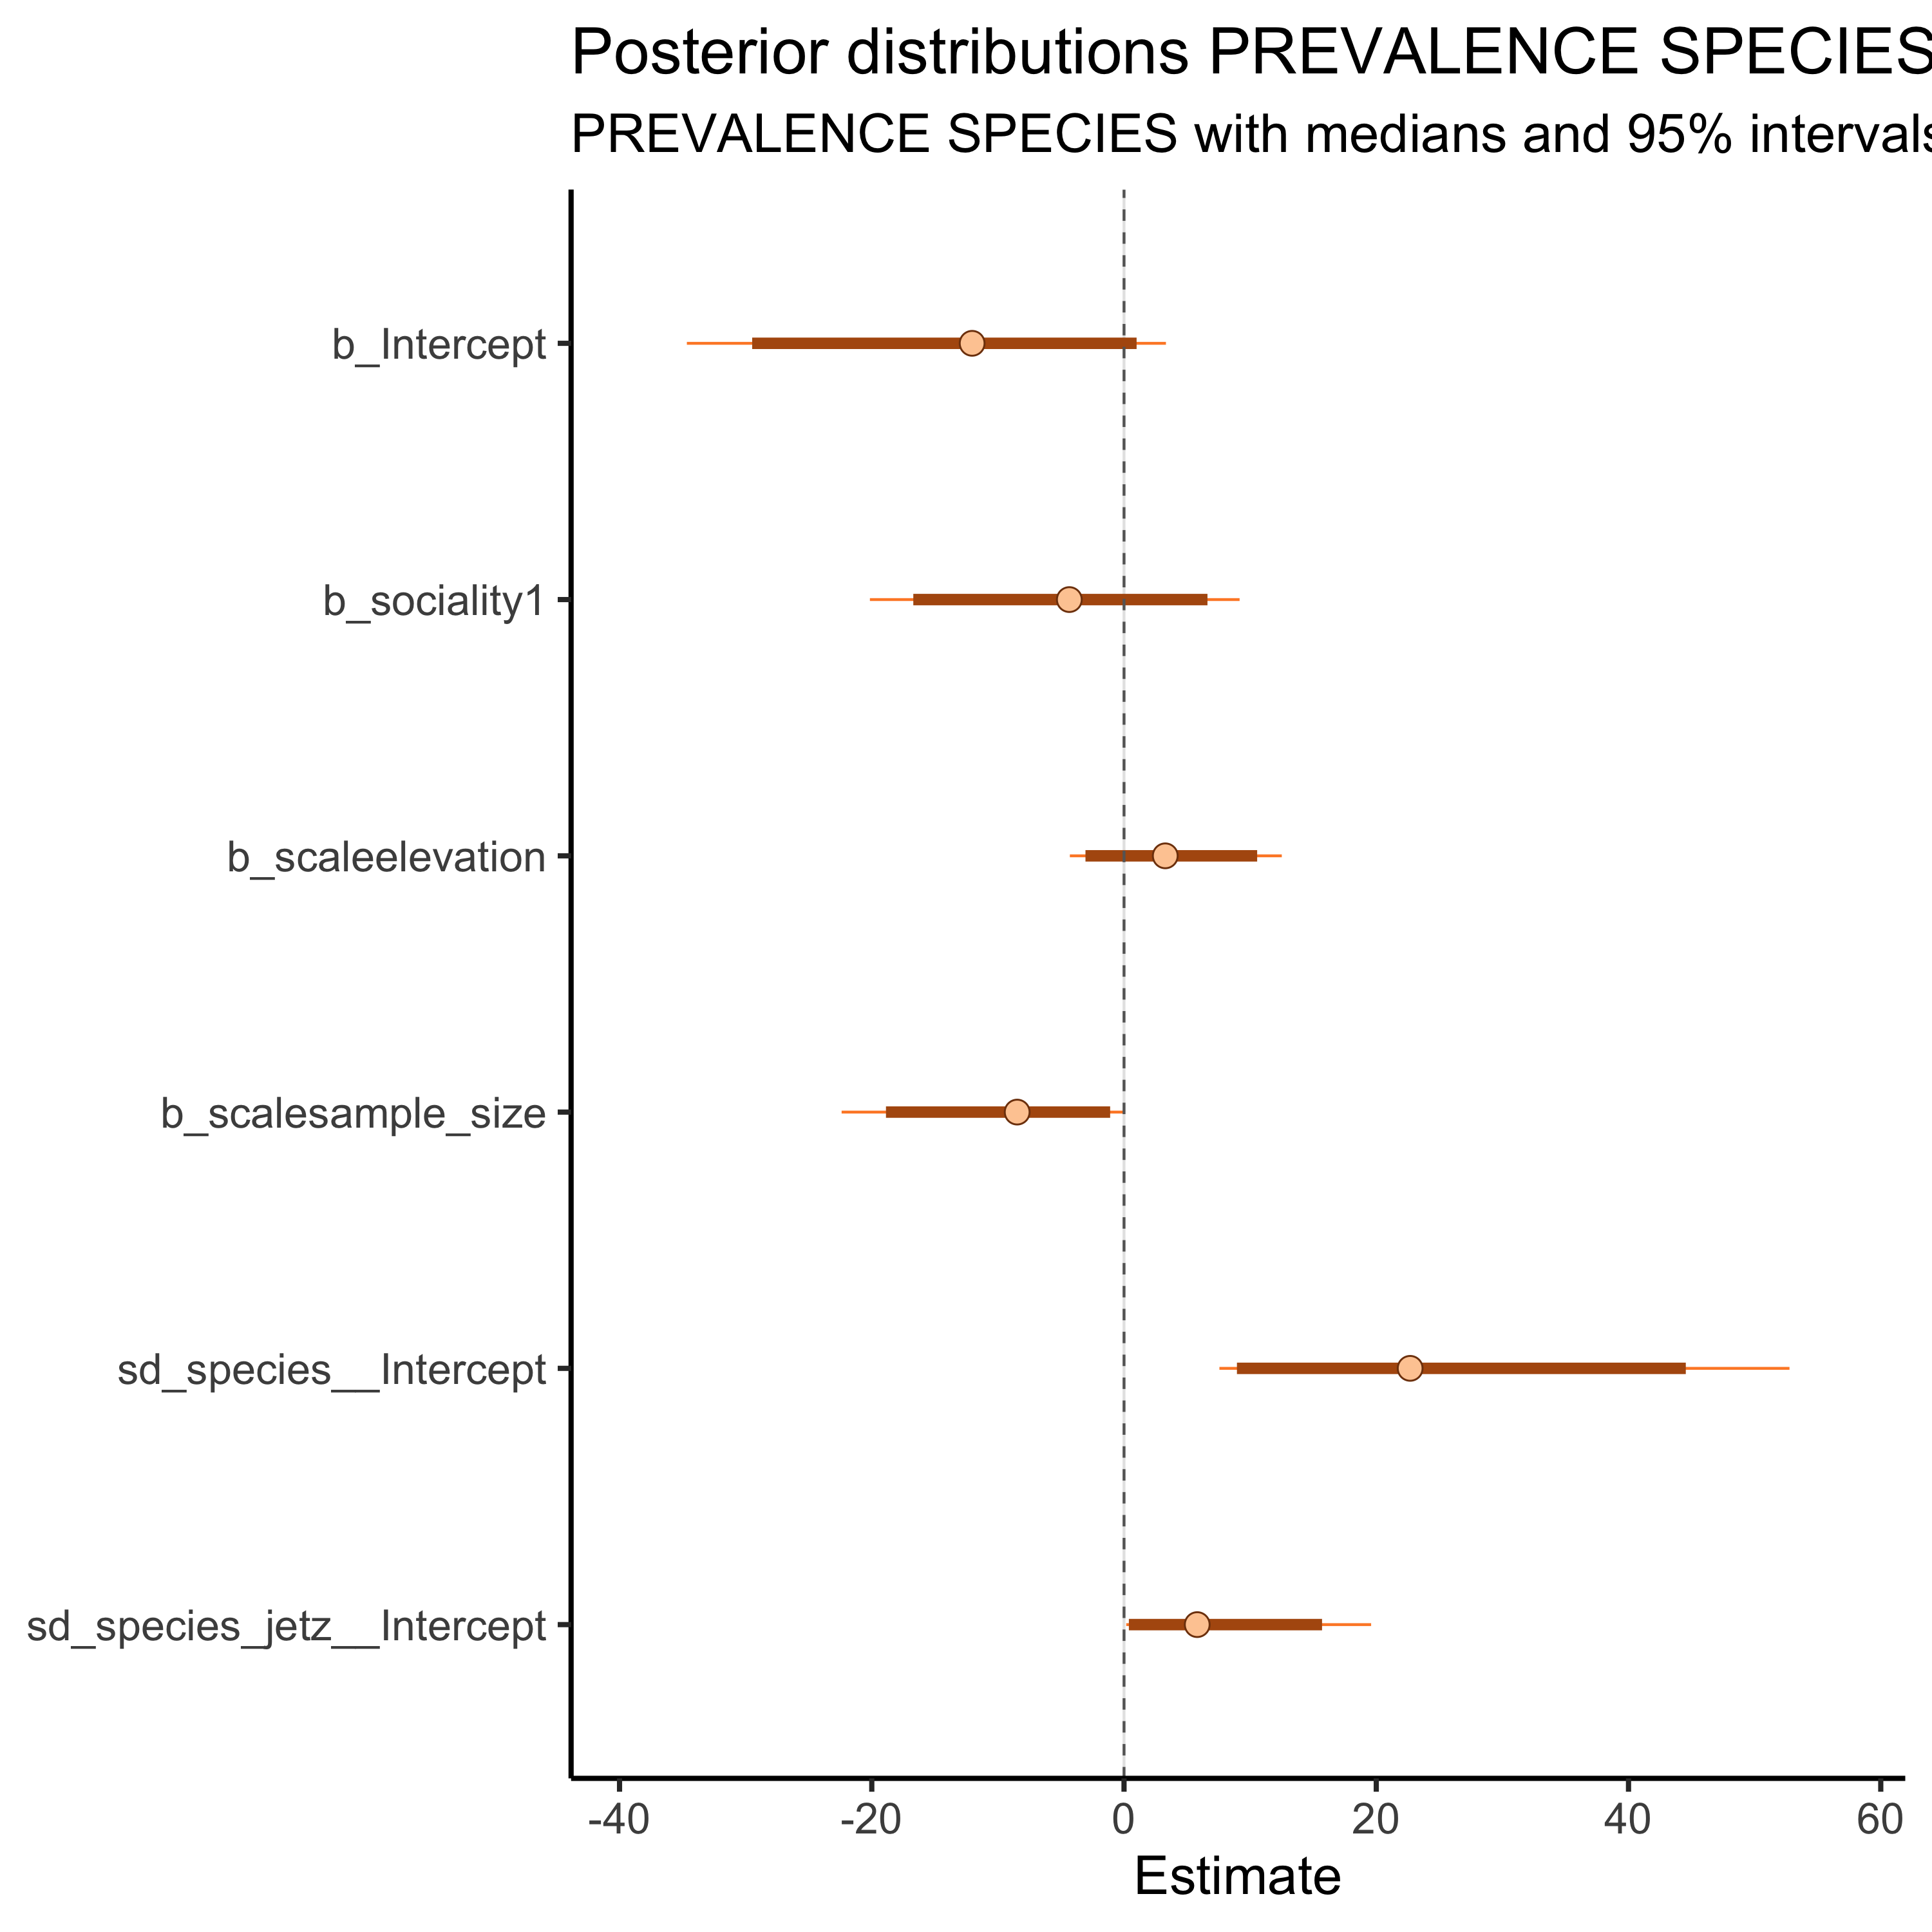 Posterior distributions PREVALENCE SPECIES
PREVALENCE SPECIES with medians and 95% intervals
b_Intercept
b_sociality1
b_scaleelevation
b_scalesample_size
sd_species__Intercept
sd_species_jetz__Intercept
-40 -20 0 20 40 60
Estimate